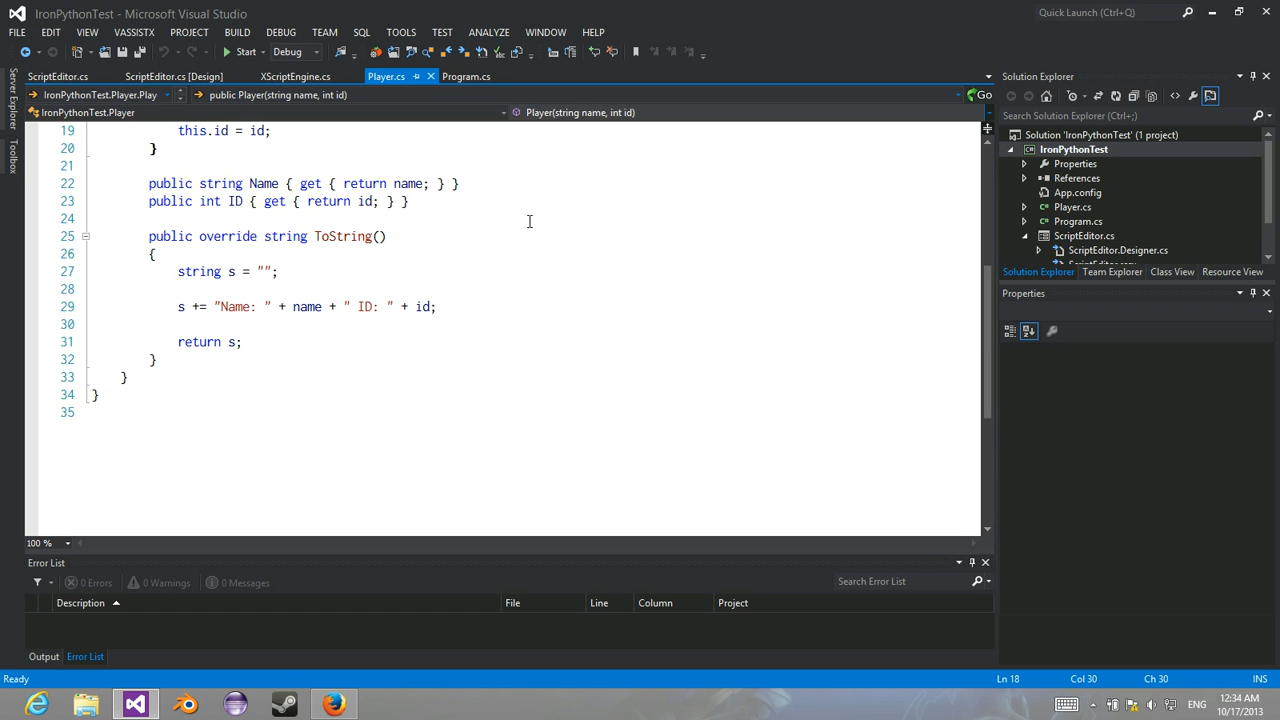 IronPythonTest - Microsoft Visual Studio
Quick Launch (Ctrl+Q)
FILE EDIT VIEW VASSISTX PROJECT BUILD DEBUG TEAM SQL TOOLS TEST ANALYZE WINDOW HELP
Start Debug
ScriptEditor.cs ScriptEditor.cs [Design] XScriptEngine.cs Player.cs Program.cs
IronPythonTest.Player.Play public Player(string name, int id) Go
IronPythonTest.Player Player(string name, int id)
19 this.id = id;
20 }
21
22 public string Name { get { return name; } }
23 public int ID { get { return id; } }
24
25 public override string ToString()
26 {
27 string s = "";
28
29 s += "Name: " + name + " ID: " + id;
30
31 return s;
32 }
33 }
34 }
35
100 %
Server Explorer
Toolbox
Solution Explorer
Search Solution Explorer (Ctrl+;)
Solution 'IronPythonTest' (1 project)
IronPythonTest
Properties
References
App.config
Player.cs
Program.cs
ScriptEditor.cs
ScriptEditor.Designer.cs
Solution Explorer Team Explorer Class View Resource View
Properties
Error List
0 Errors 0 Warnings 0 Messages Search Error List
Description File Line Column Project
Output Error List
Ready Ln 18 Col 30 Ch 30 INS
ENG 12:34 AM
10/17/2013